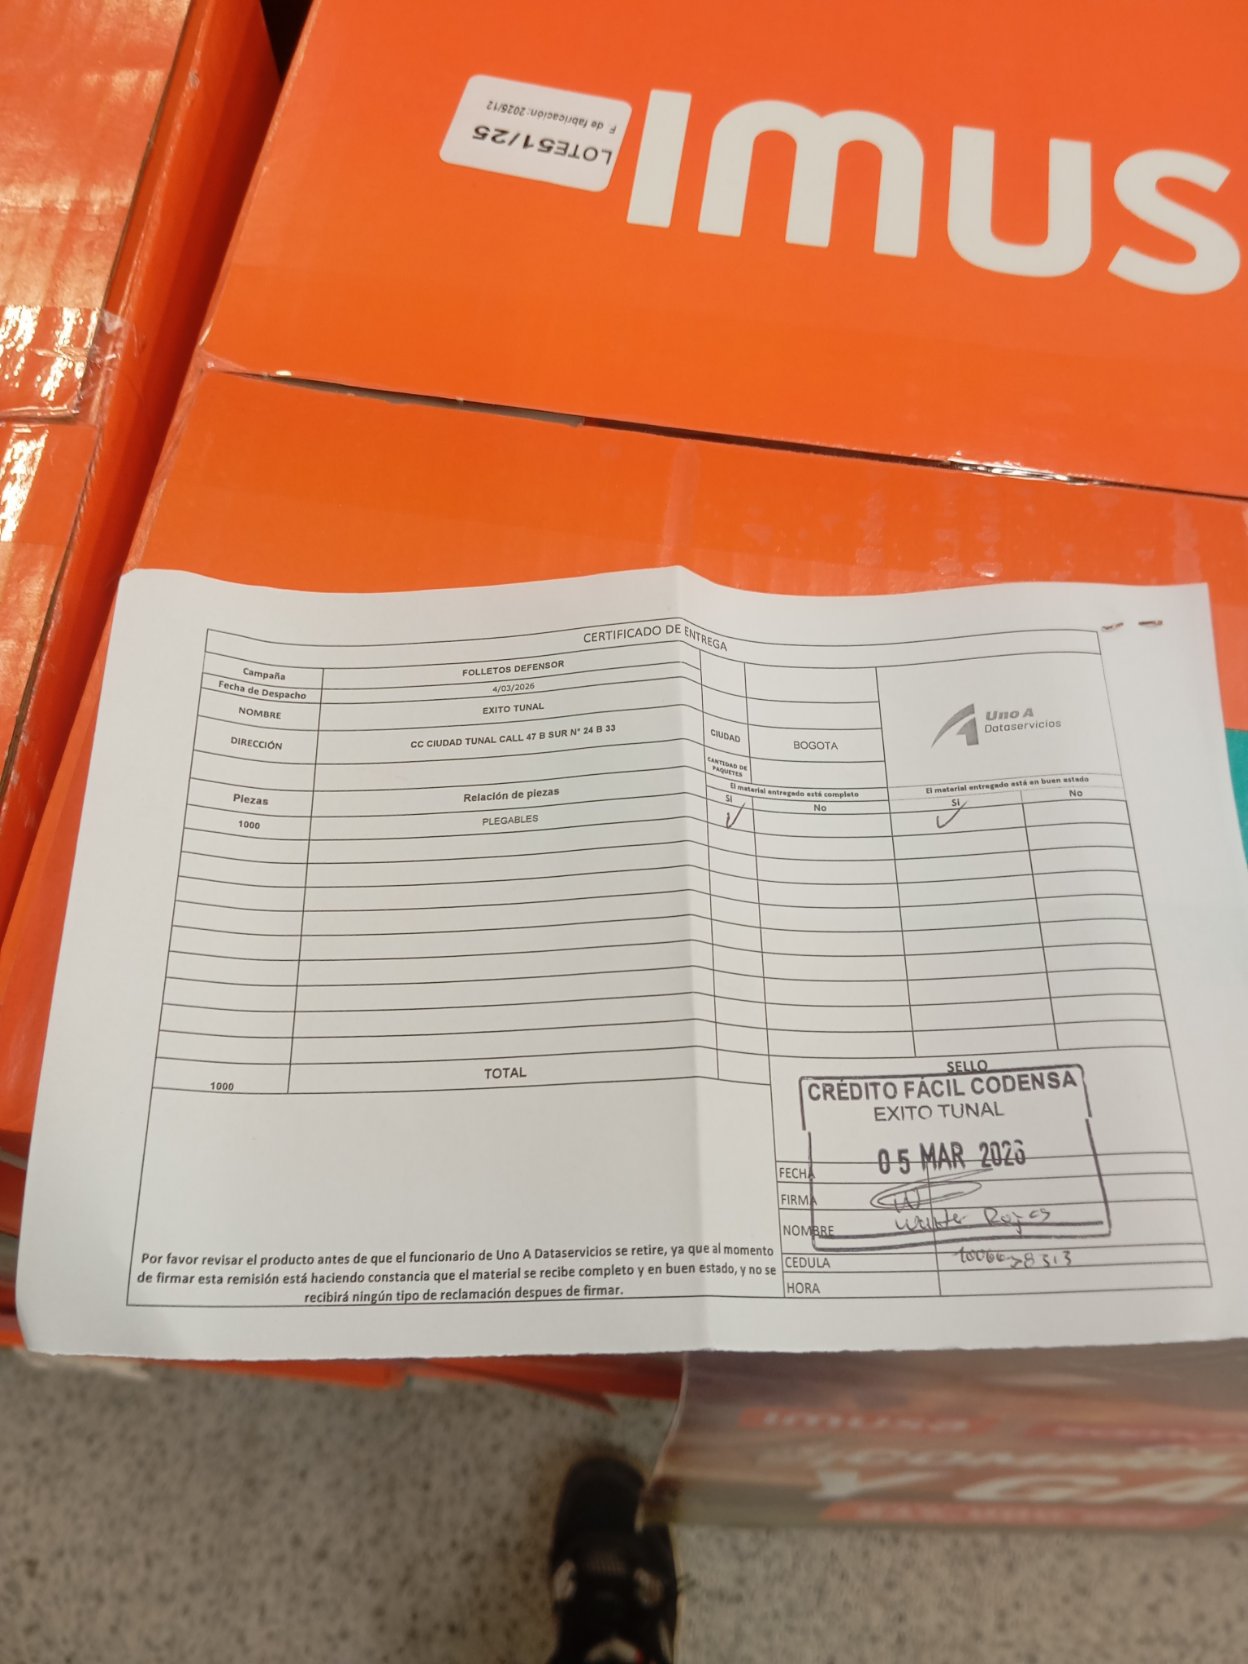 LOTE51/25
F. de fabricación: 2025/12
IMUS
CERTIFICADO DE ENTREGA
Campaña FOLLETOS DEFENSOR
Fecha de Despacho 4/03/2026
NOMBRE EXITO TUNAL
DIRECCIÓN CC CIUDAD TUNAL CALL 47 B SUR N° 24 B 33 CIUDAD BOGOTA
Uno A
Dataservicios
CANTIDAD DE PAQUETES
Piezas Relación de piezas El material entregado está completo El material entregado está en buen estado
Si No Si No
1000 PLEGABLES ✓ ✓
1000 TOTAL
SELLO
CRÉDITO FÁCIL CODENSA
EXITO TUNAL
05 MAR 2026
FECHA
FIRMA
NOMBRE Walter Rojas
CEDULA
HORA
Por favor revisar el producto antes de que el funcionario de Uno A Dataservicios se retire, ya que al momento
de firmar esta remisión está haciendo constancia que el material se recibe completo y en buen estado, y no se
recibirá ningún tipo de reclamación despues de firmar.
imusa
Y GA